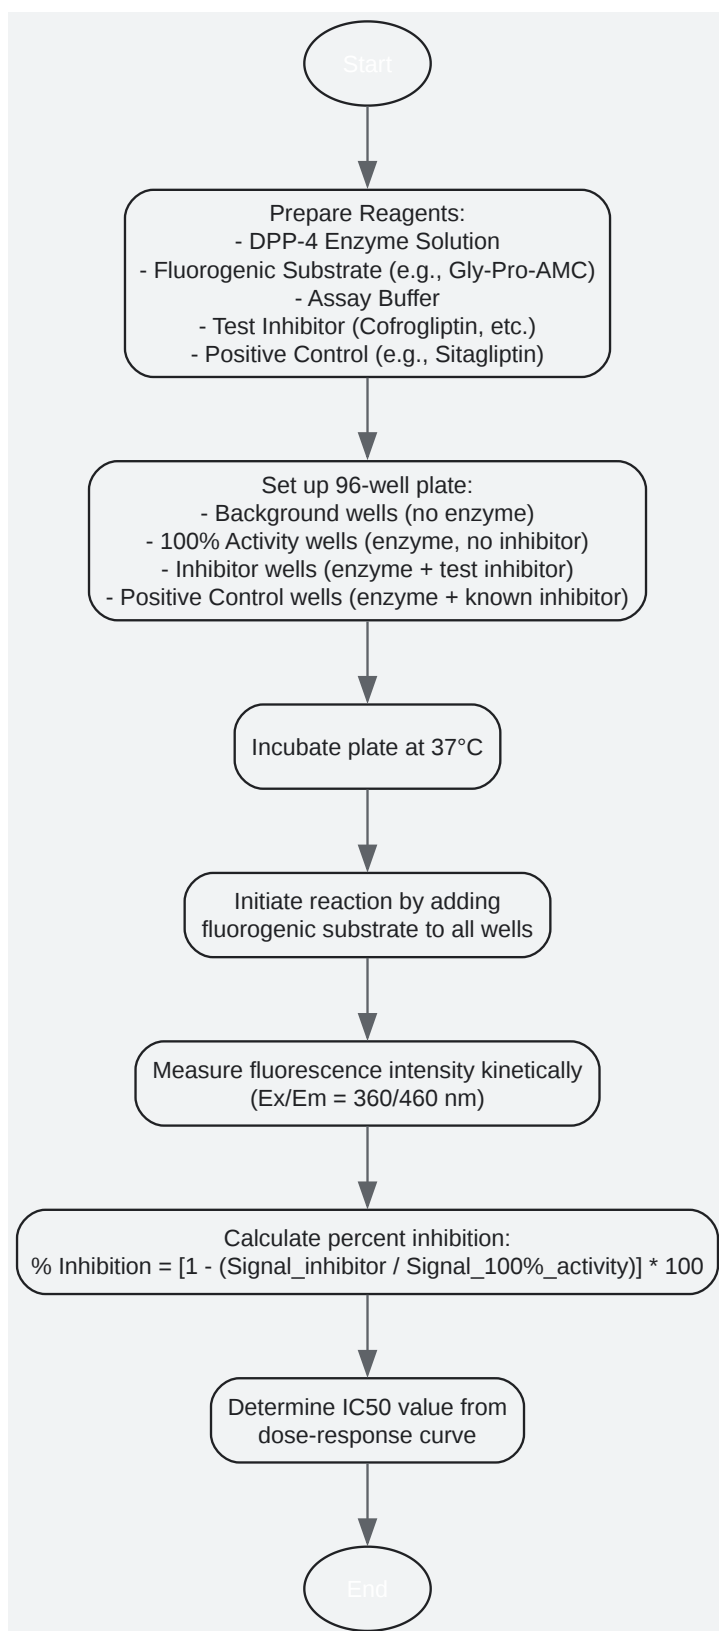 Start
Prepare Reagents:
- DPP-4 Enzyme Solution
- Fluorogenic Substrate (e.g., Gly-Pro-AMC)
- Assay Buffer
- Test Inhibitor (Cofrogliptin, etc.)
- Positive Control (e.g., Sitagliptin)
Set up 96-well plate:
- Background wells (no enzyme)
- 100% Activity wells (enzyme, no inhibitor)
- Inhibitor wells (enzyme + test inhibitor)
- Positive Control wells (enzyme + known inhibitor)
Incubate plate at 37°C
Initiate reaction by adding
fluorogenic substrate to all wells
Measure fluorescence intensity kinetically
(Ex/Em = 360/460 nm)
Calculate percent inhibition:
% Inhibition = [1 - (Signal_inhibitor / Signal_100%_activity)] * 100
Determine IC50 value from
dose-response curve
End